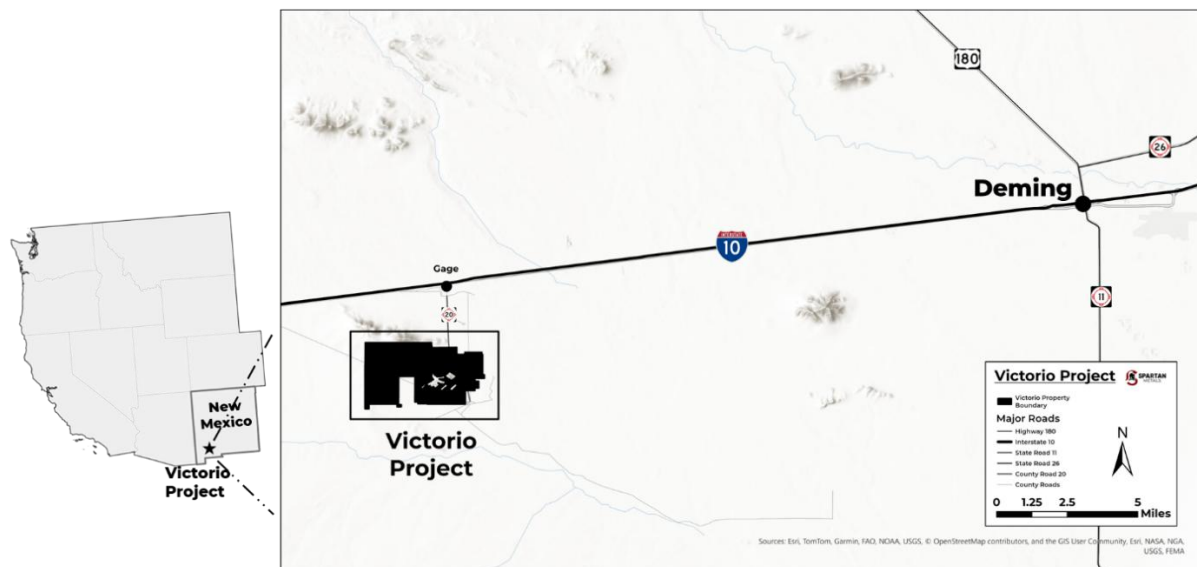 180
26
Deming
INTERSTATE
10
Gage
20
11
Victorio
Project
New
Mexico
Victorio
Project
Victorio Project
SPARTAN
METALS
Victorio Property
Boundary
Major Roads
Highway 180
Interstate 10
State Road 11
State Road 26
County Road 20
County Roads
N
0 1.25 2.5 5
Miles
Sources: Esri, TomTom, Garmin, FAO, NOAA, USGS, © OpenStreetMap contributors, and the GIS User Community, Esri, NASA, NGA,
USGS, FEMA